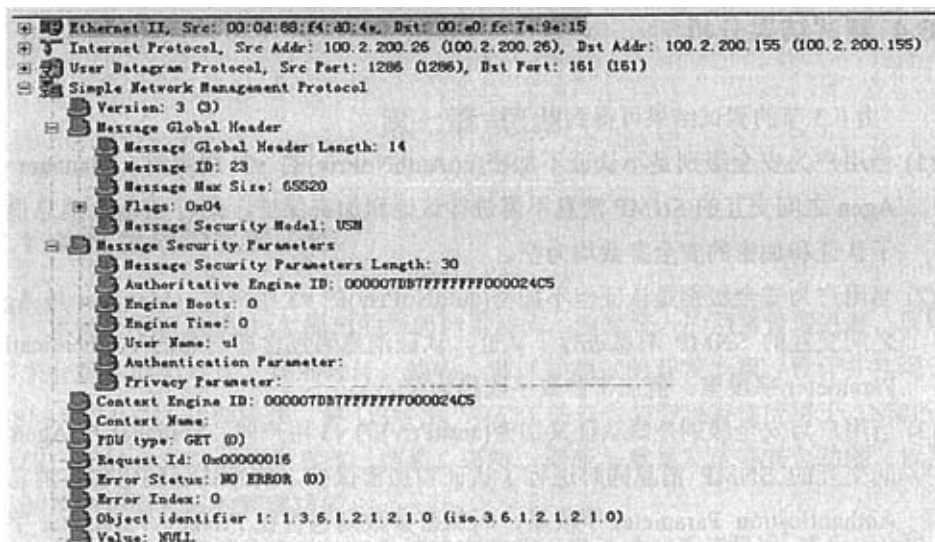 Ethernet II, Src: 00:0d:88:f4:d0:4e, Dst: 00:e0:fc:7a:9e:15
Internet Protocol, Src Addr: 100.2.200.26 (100.2.200.26), Dst Addr: 100.2.200.155 (100.2.200.155)
User Datagram Protocol, Src Port: 1286 (1286), Dst Port: 161 (161)
Simple Network Management Protocol
Version: 3 (3)
Message Global Header
Message Global Header Length: 14
Message ID: 23
Message Max Size: 65520
Flags: 0x04
Message Security Model: USM
Message Security Parameters
Message Security Parameters Length: 30
Authoritative Engine ID: 000007DB7FFFFFFF000024C5
Engine Boots: 0
Engine Time: 0
User Name: u1
Authentication Parameter:
Privacy Parameter:
Context Engine ID: 000007DB7FFFFFFF000024C5
Context Name:
PDU type: GET (0)
Request Id: 0x00000016
Error Status: NO ERROR (0)
Error Index: 0
Object identifier 1: 1.3.6.1.2.1.2.1.0 (iso.3.6.1.2.1.2.1.0)
Value: NULL